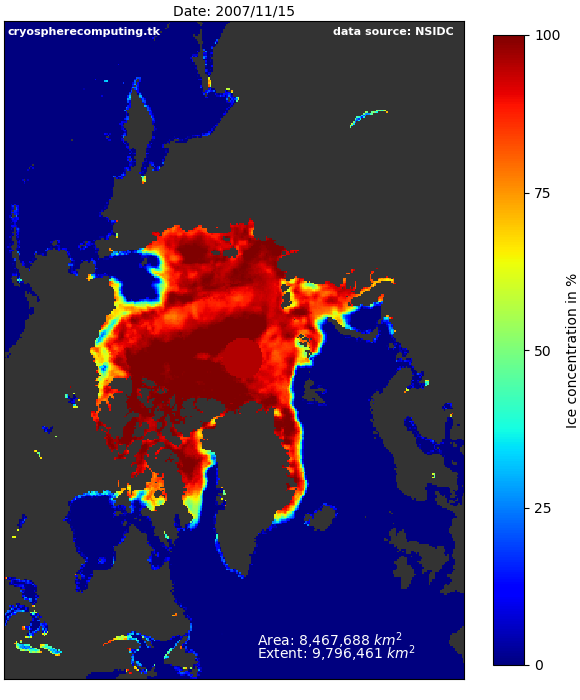 Date: 2007/11/15
cryospherecomputing.tk
data source: NSIDC
100
75
50
25
0
Ice concentration in %
Area: 8,467,688 km²
Extent: 9,796,461 km²